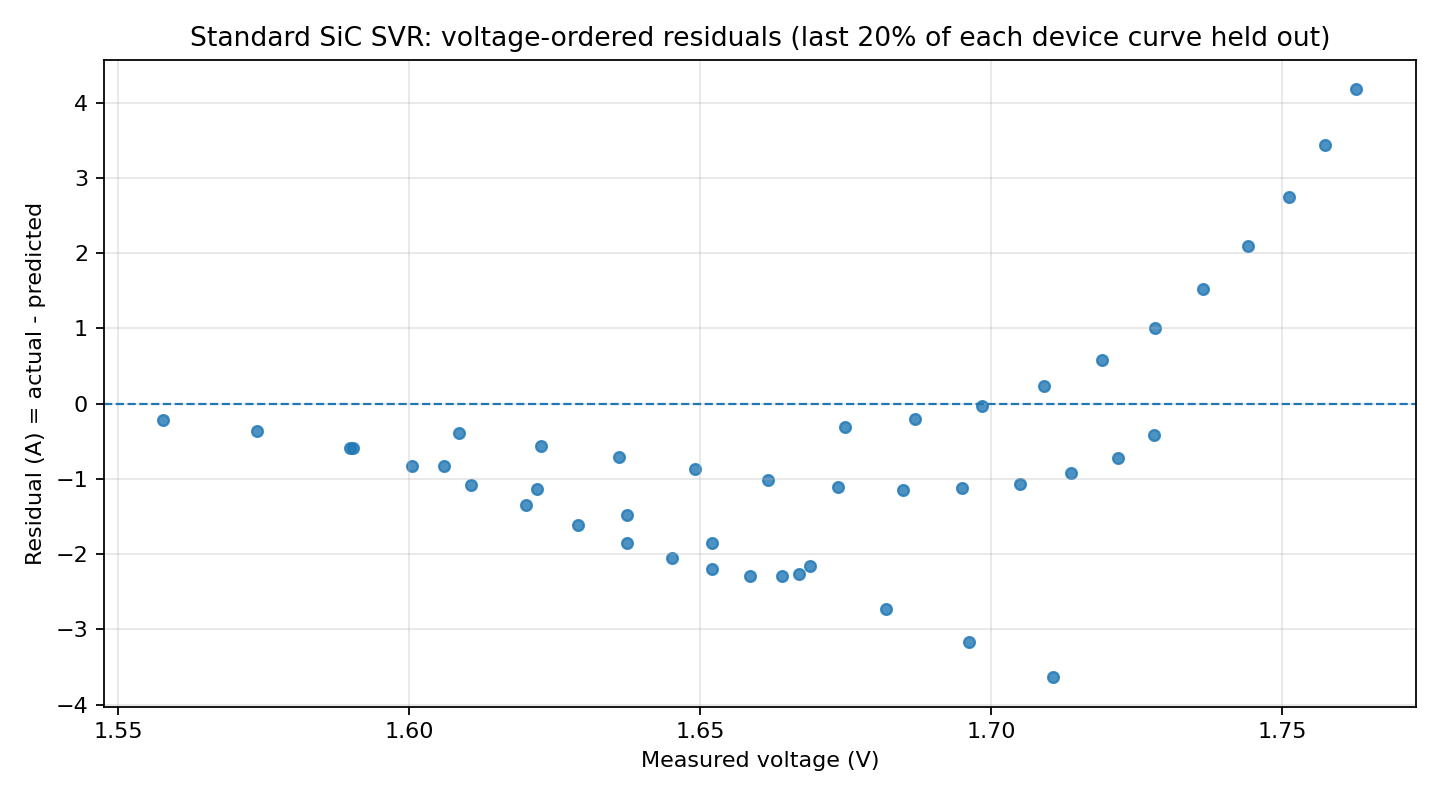 Standard SiC SVR: voltage-ordered residuals (last 20% of each device curve held out)
Residual (A) = actual - predicted
4
3
2
1
0
−1
−2
−3
−4
1.55 1.60 1.65 1.70 1.75
Measured voltage (V)